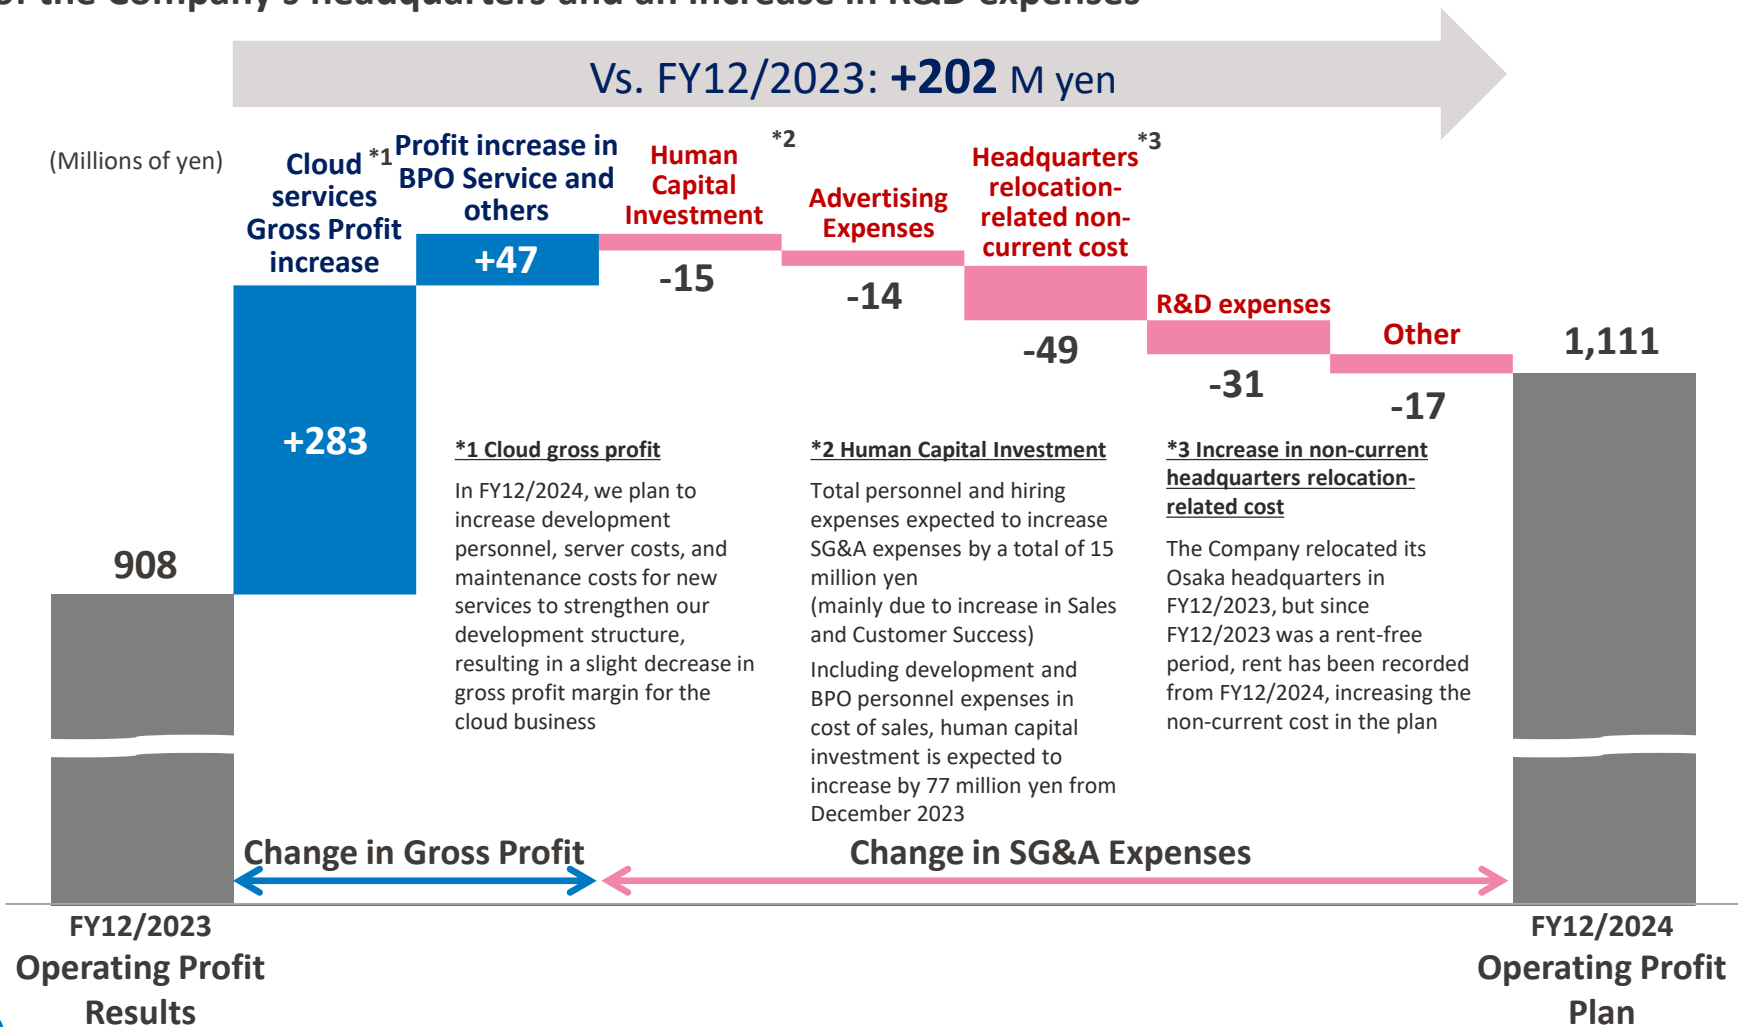 of the Company's headquarters and an increase in R&D expenses
Vs. FY12/2023: +202 M yen
(Millions of yen)
Cloud *1
services
Gross Profit
increase
Profit increase in
BPO Service and
others
Human *2
Capital
Investment
Advertising
Expenses
Headquarters *3
relocation-
related non-
current cost
R&D expenses
Other
908
+283
+47
-15
-14
-49
-31
-17
1,111
*1 Cloud gross profit
In FY12/2024, we plan to
increase development
personnel, server costs, and
maintenance costs for new
services to strengthen our
development structure,
resulting in a slight decrease in
gross profit margin for the
cloud business
*2 Human Capital Investment
Total personnel and hiring
expenses expected to increase
SG&A expenses by a total of 15
million yen
(mainly due to increase in Sales
and Customer Success)
Including development and
BPO personnel expenses in
cost of sales, human capital
investment is expected to
increase by 77 million yen from
December 2023
*3 Increase in non-current
headquarters relocation-
related cost
The Company relocated its
Osaka headquarters in
FY12/2023, but since
FY12/2023 was a rent-free
period, rent has been recorded
from FY12/2024, increasing the
non-current cost in the plan
Change in Gross Profit
Change in SG&A Expenses
FY12/2023
Operating Profit
Results
FY12/2024
Operating Profit
Plan